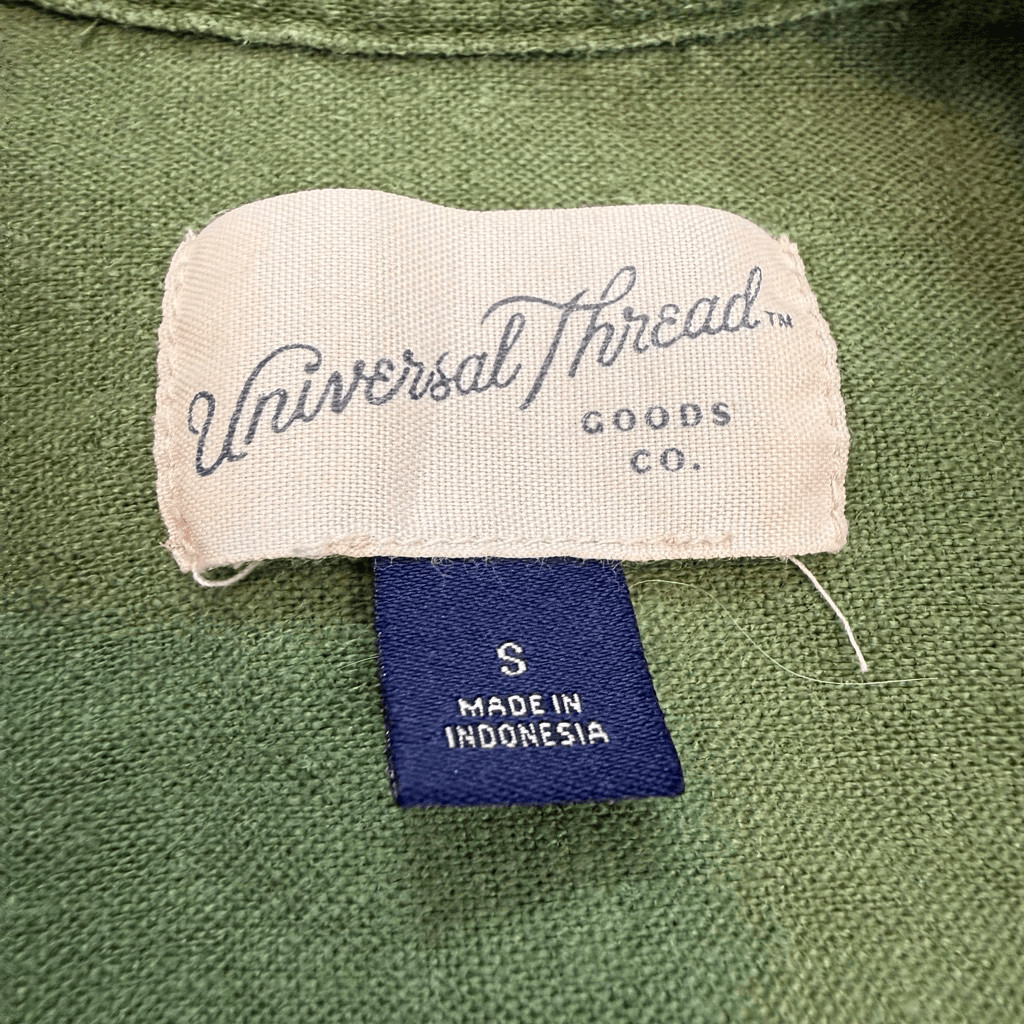 Universal Thread™
GOODS
CO.
S
MADE IN
INDONESIA